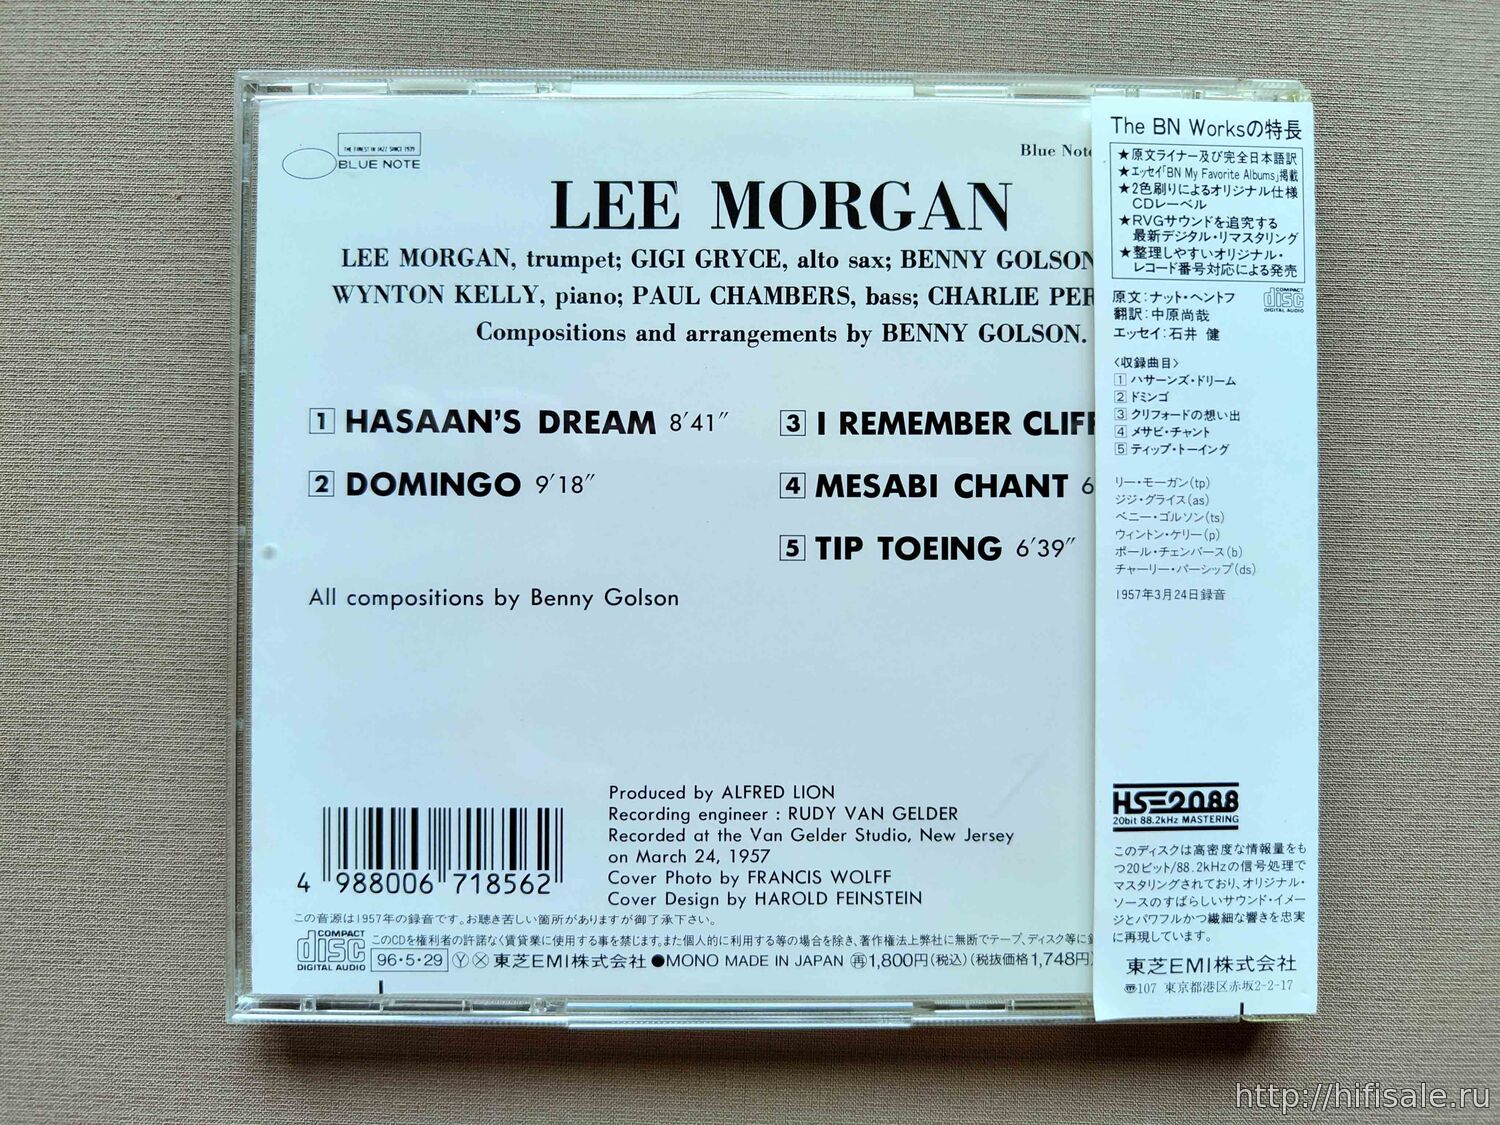 THE FINEST IN JAZZ SINCE 1939
BLUE NOTE
Blue Note
LEE MORGAN
LEE MORGAN, trumpet; GIGI GRYCE, alto sax; BENNY GOLSON
WYNTON KELLY, piano; PAUL CHAMBERS, bass; CHARLIE PER
Compositions and arrangements by BENNY GOLSON.
1 HASAAN'S DREAM 8′41″
2 DOMINGO 9′18″
3 I REMEMBER CLIFF
4 MESABI CHANT 6
5 TIP TOEING 6′39″
All compositions by Benny Golson
Produced by ALFRED LION
Recording engineer : RUDY VAN GELDER
Recorded at the Van Gelder Studio, New Jersey
on March 24, 1957
Cover Photo by FRANCIS WOLFF
Cover Design by HAROLD FEINSTEIN
4 988006 718562
この音源は1957年の録音です。お聴き苦しい箇所がありますが御了承下さい。
COMPACT
disc
DIGITAL AUDIO
このCDを権利者の許諾なく賃貸業に使用する事を禁じます。また個人的に利用する等の場合を除き、著作権法上弊社に無断でテープ、ディスク等に録
96・5・29 Ⓨ Ⓧ 東芝EMI株式会社 ●MONO MADE IN JAPAN ㊢1,800円(税込)(税抜価格1,748円)
The BN Worksの特長
★原文ライナー及び完全日本語訳
★エッセイ「BN My Favorite Albums」掲載
★2色刷りによるオリジナル仕様
CDレーベル
★RVGサウンドを追究する
最新デジタル・リマスタリング
★整理しやすいオリジナル・
レコード番号対応による発売
原文:ナット・ヘントフ
翻訳:中原尚哉
エッセイ:石井 健
COMPACT
disc
DIGITAL AUDIO
〈収録曲目〉
1 ハサーンズ・ドリーム
2 ドミンゴ
3 クリフォードの想い出
4 メサビ・チャント
5 ティップ・トーイング
リー・モーガン(tp)
ジジ・グライス(as)
ベニー・ゴルソン(ts)
ウィントン・ケリー(p)
ポール・チェンバース(b)
チャーリー・パーシップ(ds)
1957年3月24日録音
HS2088
20bit 88.2kHz MASTERING
このディスクは高密度な情報量をも
つ20ビット/88.2kHzの信号処理で
マスタリングされており、オリジナル・
ソースのすばらしいサウンド・イメー
ジとパワフルかつ繊細な響きを忠実
に再現しています。
東芝EMI株式会社
〠107 東京都港区赤坂2-2-17
http://hifisale.ru